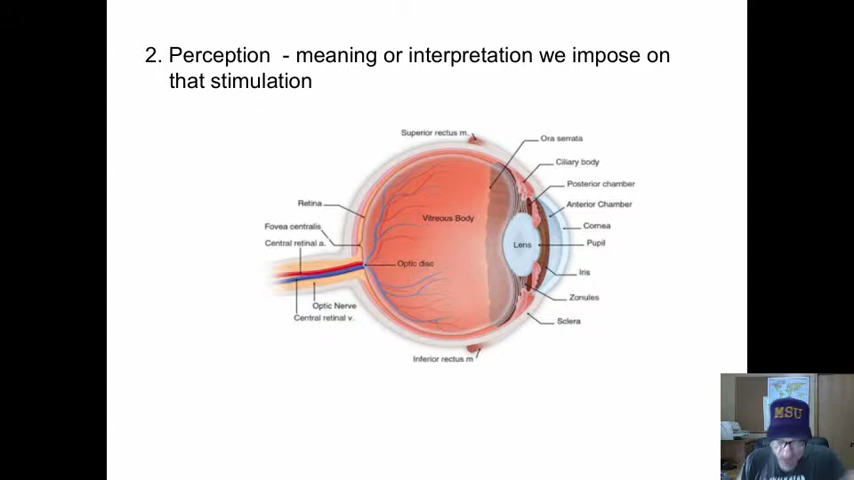 2. Perception - meaning or interpretation we impose on
that stimulation
Superior rectus m.
Ora serrata
Ciliary body
Posterior chamber
Retina
Anterior Chamber
Vitreous Body
Fovea centralis
Cornea
Central retinal a.
Lens
Pupil
Optic disc
Iris
Zonules
Optic Nerve
Central retinal v.
Sclera
Inferior rectus m
MSU